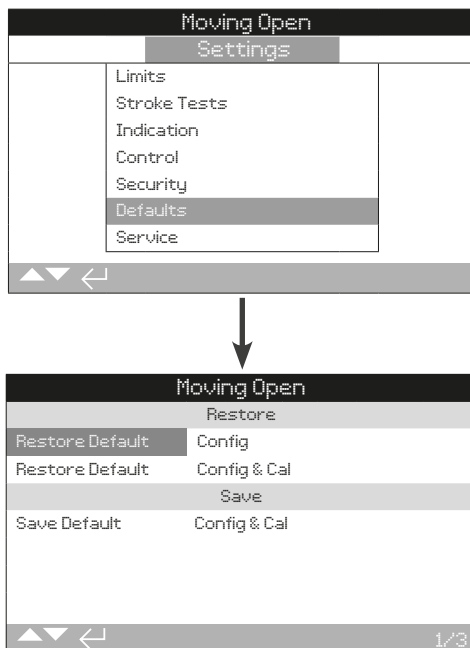 Moving Open
Settings
Limits
Stroke Tests
Indication
Control
Security
Defaults
Service
Moving Open
Restore
Restore Default Config
Restore Default Config & Cal
Save
Save Default Config & Cal
1/3